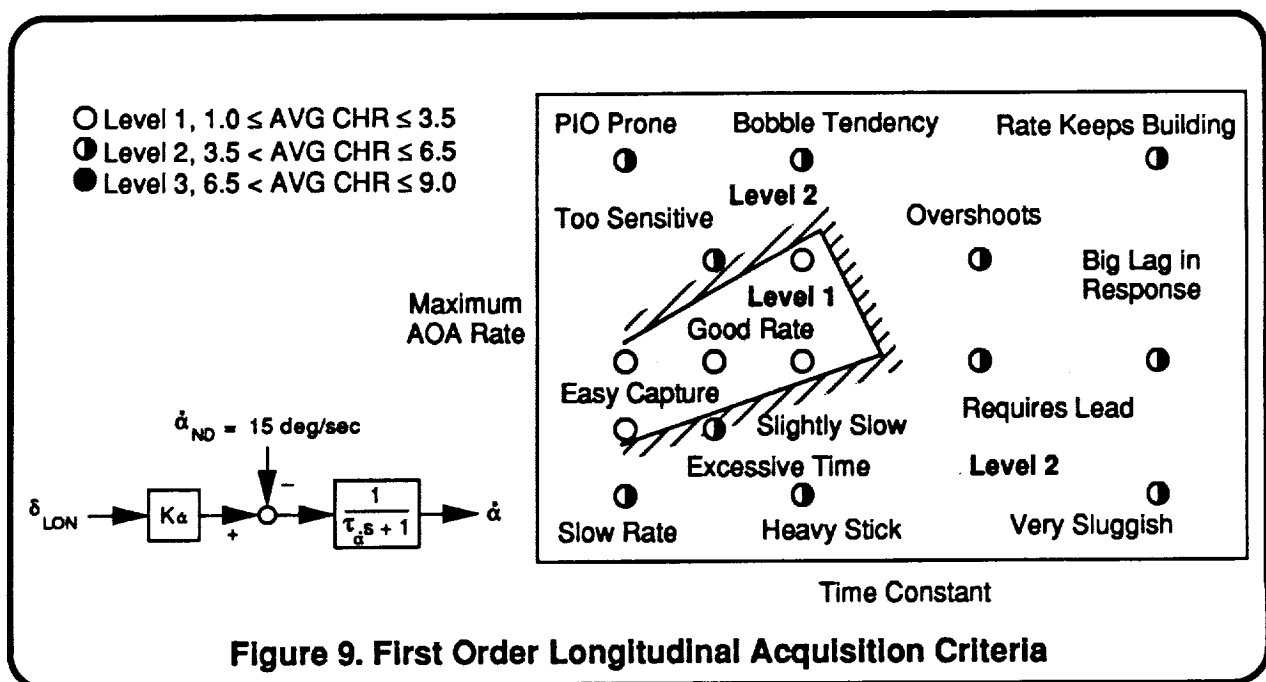 Level 1, 1.0 ≤ AVG CHR ≤ 3.5
Level 2, 3.5 < AVG CHR ≤ 6.5
Level 3, 6.5 < AVG CHR ≤ 9.0
PIO Prone
Bobble Tendency
Rate Keeps Building
Level 2
Too Sensitive
Overshoots
Big Lag in
Response
Level 1
Good Rate
Maximum
AOA Rate
Easy Capture
Requires Lead
Slightly Slow
Excessive Time
Level 2
Slow Rate
Heavy Stick
Very Sluggish
Time Constant
α̇ND = 15 deg/sec
−
δLON
Kα̇
+
1
τα̇s + 1
α̇
Figure 9. First Order Longitudinal Acquisition Criteria